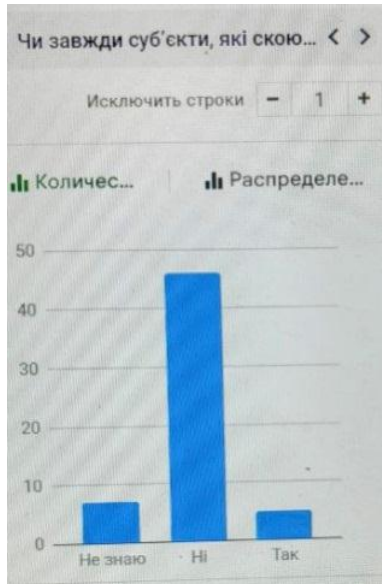 Чи завжди суб'єкти, які скою... < >
Исключить строки − 1 +
Количес... Распределе...
50
40
30
20
10
0
Не знаю Ні Так